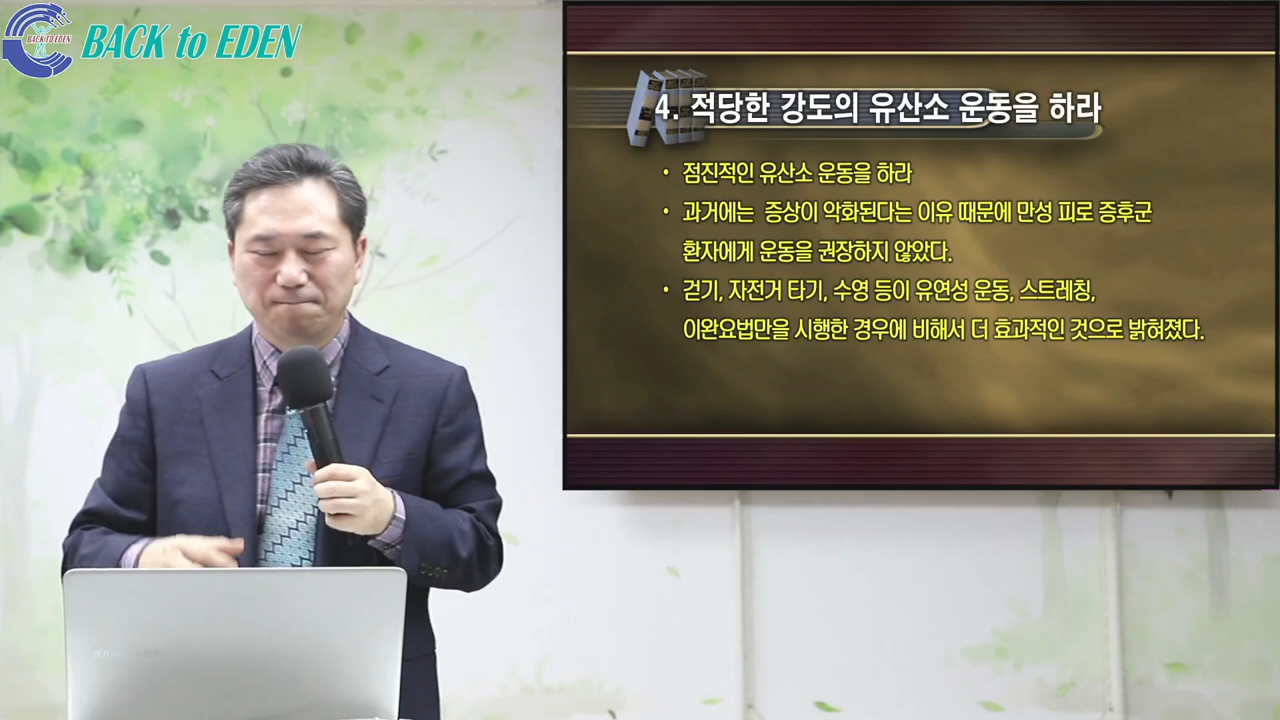 BACK TO EDEN
BACK to EDEN
4. 적당한 강도의 유산소 운동을 하라
• 점진적인 유산소 운동을 하라
• 과거에는 증상이 악화된다는 이유 때문에 만성 피로 증후군
환자에게 운동을 권장하지 않았다.
• 걷기, 자전거 타기, 수영 등이 유연성 운동, 스트레칭,
이완요법만을 시행한 경우에 비해서 더 효과적인 것으로 밝혀졌다.